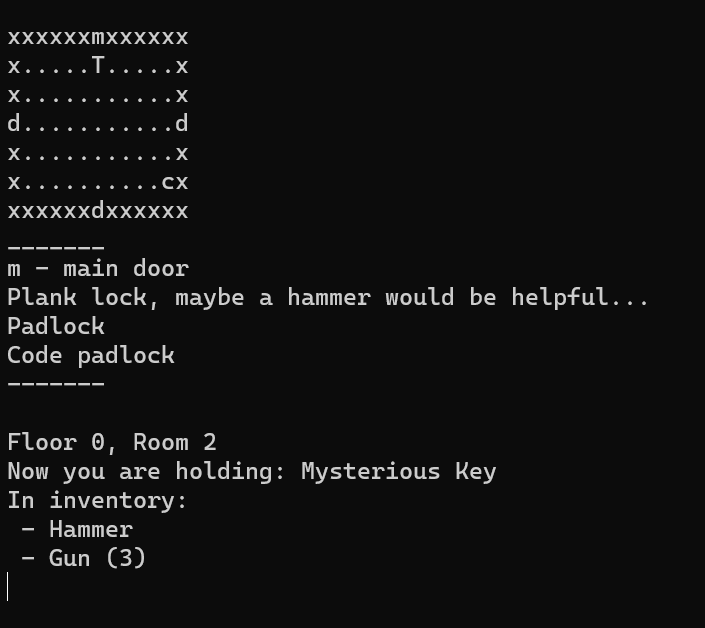 xxxxxxmxxxxxx
x.....T.....x
x...........x
d...........d
x...........x
x..........cx
xxxxxxdxxxxxx
_______
m - main door
Plank lock, maybe a hammer would be helpful...
Padlock
Code padlock
-------
Floor 0, Room 2
Now you are holding: Mysterious Key
In inventory:
 - Hammer
 - Gun (3)